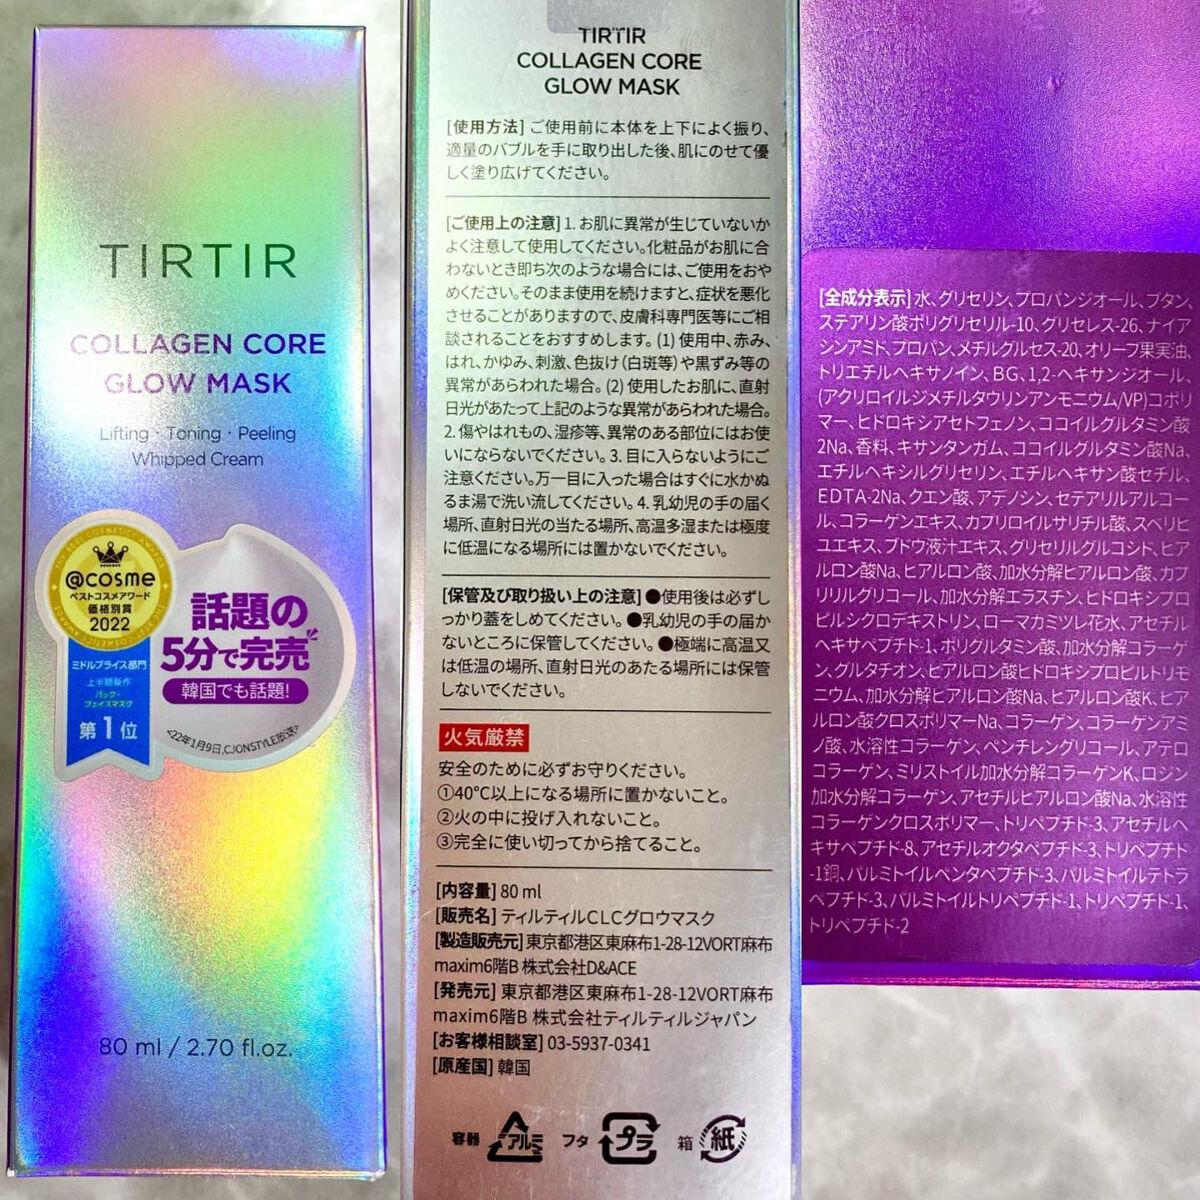 TIRTIR
COLLAGEN CORE
GLOW MASK
Lifting · Toning · Peeling
Whipped Cream
THE BEST COSMETICS AWARDS
@cosme
ベストコスメアワード
価格別賞
2022
ミドルプライス部門
上半期新作
パック・
フェイスマスク
第1位
話題の
5分で完売
韓国でも話題!
<22年1月9日,CJONSTYLE放送>
80 ml / 2.70 fl.oz.
TIRTIR
COLLAGEN CORE
GLOW MASK
[使用方法] ご使用前に本体を上下によく振り、
適量のバブルを手に取り出した後、肌にのせて優
しく塗り広げてください。
[ご使用上の注意] 1. お肌に異常が生じていないか
よく注意して使用してください。化粧品がお肌に合
わないとき即ち次のような場合には、ご使用をおや
めください。そのまま使用を続けますと、症状を悪化
させることがありますので、皮膚科専門医等にご相
談されることをおすすめします。(1) 使用中、赤み、
はれ、かゆみ、刺激、色抜け(白斑等)や黒ずみ等の
異常があらわれた場合。(2) 使用したお肌に、直射
日光があたって上記のような異常があらわれた場合。
2. 傷やはれもの、湿疹等、異常のある部位にはお使
いにならないでください。3. 目に入らないようにご
注意ください。万一目に入った場合はすぐに水かぬ
るま湯で洗い流してください。4. 乳幼児の手の届く
場所、直射日光の当たる場所、高温多湿または極度
に低温になる場所には置かないでください。
[保管及び取り扱い上の注意] ●使用後は必ずし
っかり蓋をしめてください。●乳幼児の手の届か
ないところに保管してください。●極端に高温又
は低温の場所、直射日光のあたる場所には保管
しないでください。
火気厳禁
安全のために必ずお守りください。
①40℃以上になる場所に置かないこと。
②火の中に投げ入れないこと。
③完全に使い切ってから捨てること。
[内容量] 80 ml
[販売名] ティルティルCLCグロウマスク
[製造販売元] 東京都港区東麻布1-28-12VORT麻布
maxim6階B 株式会社D&ACE
[発売元] 東京都港区東麻布1-28-12VORT麻布
maxim6階B 株式会社ティルティルジャパン
[お客様相談室] 03-5937-0341
[原産国] 韓国
容器 アルミ フタ プラ 箱 紙
[全成分表示] 水、グリセリン、プロパンジオール、ブタン、
ステアリン酸ポリグリセリル-10、グリセレス-26、ナイア
シンアミド、プロパン、メチルグルセス-20、オリーブ果実油、
トリエチルヘキサノイン、BG、1,2-ヘキサンジオール、
(アクリロイルジメチルタウリンアンモニウム/VP)コポリ
マー、ヒドロキシアセトフェノン、ココイルグルタミン酸
2Na、香料、キサンタンガム、ココイルグルタミン酸Na、
エチルヘキシルグリセリン、エチルヘキサン酸セチル、
EDTA-2Na、クエン酸、アデノシン、セテアリルアルコー
ル、コラーゲンエキス、カプリロイルサリチル酸、スベリヒ
ユエキス、ブドウ液汁エキス、グリセリルグルコシド、ヒア
ルロン酸Na、ヒアルロン酸、加水分解ヒアルロン酸、カプ
リリルグリコール、加水分解エラスチン、ヒドロキシプロ
ピルシクロデキストリン、ローマカミツレ花水、アセチル
ヘキサペプチド-1、ポリグルタミン酸、加水分解コラーゲ
ン、グルタチオン、ヒアルロン酸ヒドロキシプロピルトリモ
ニウム、加水分解ヒアルロン酸Na、ヒアルロン酸K、ヒア
ルロン酸クロスポリマーNa、コラーゲン、コラーゲンアミ
ノ酸、水溶性コラーゲン、ペンチレングリコール、アテロ
コラーゲン、ミリストイル加水分解コラーゲンK、ロジン
加水分解コラーゲン、アセチルヒアルロン酸Na、水溶性
コラーゲンクロスポリマー、トリペプチド-3、アセチルヘ
キサペプチド-8、アセチルオクタペプチド-3、トリペプチド
-1銅、パルミトイルペンタペプチド-3、パルミトイルテトラ
ペプチド-3、パルミトイルトリペプチド-1、トリペプチド-1、
トリペプチド-2